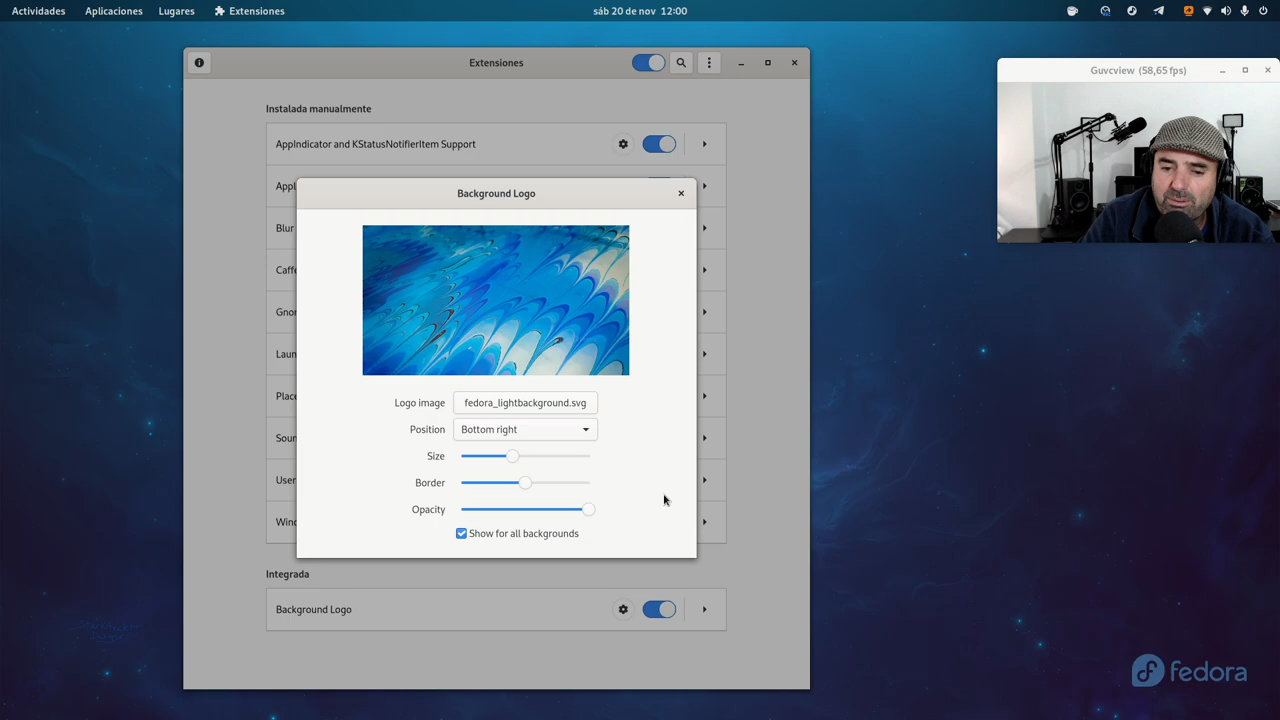 Actividades Aplicaciones Lugares Extensiones sáb 20 de nov 12:00
Extensiones
Guvcview (58,65 fps)
Instalada manualmente
AppIndicator and KStatusNotifierItem Support
Appl
Background Logo
Blur
Caffe
Gnor
Laun
Place
Soun
User
Wind
Logo image fedora_lightbackground.svg
Position Bottom right
Size
Border
Opacity
Show for all backgrounds
Integrada
Background Logo
fedora